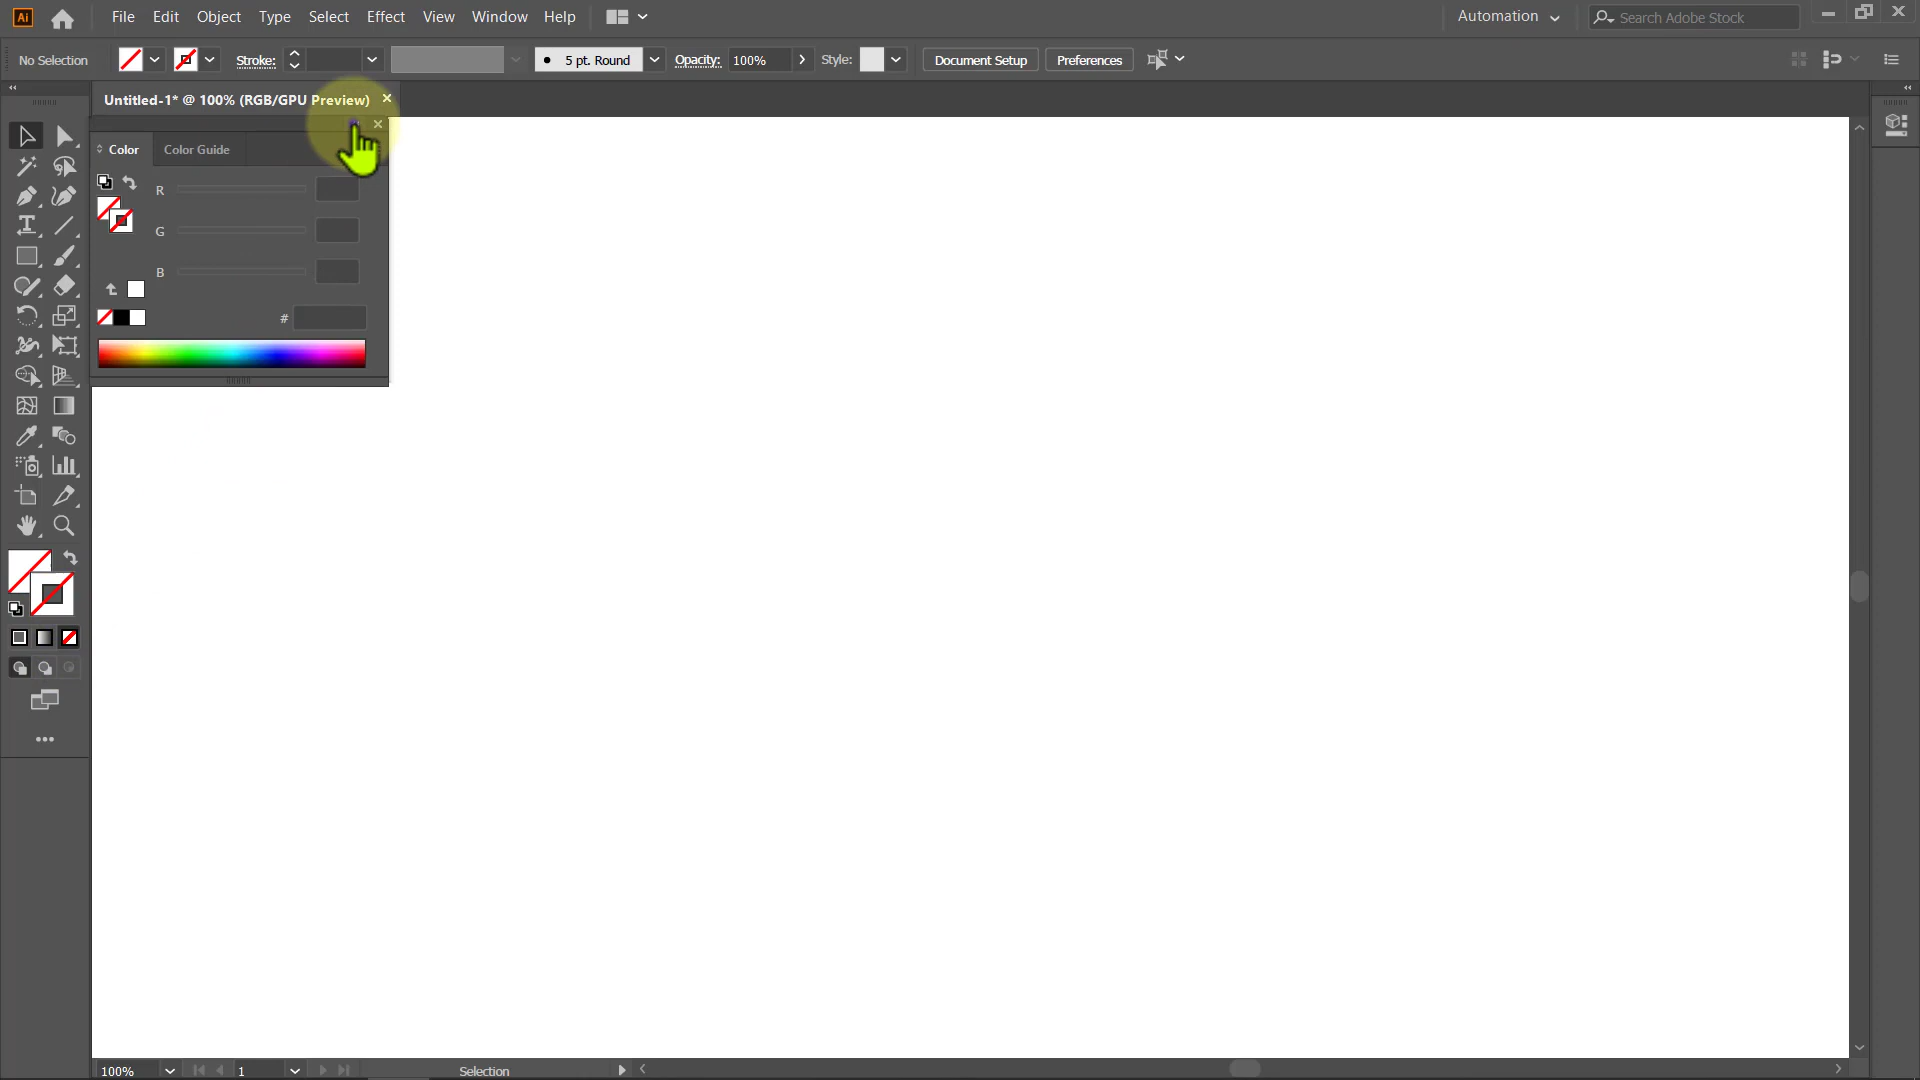 Ai File Edit Object Type Select Effect View Window Help Automation Search Adobe Stock
No Selection Stroke: 5 pt. Round Opacity: 100% Style: Document Setup Preferences
Untitled-1* @ 100% (RGB/GPU Preview)
Color Color Guide
R
G
B
#
100% 1 Selection